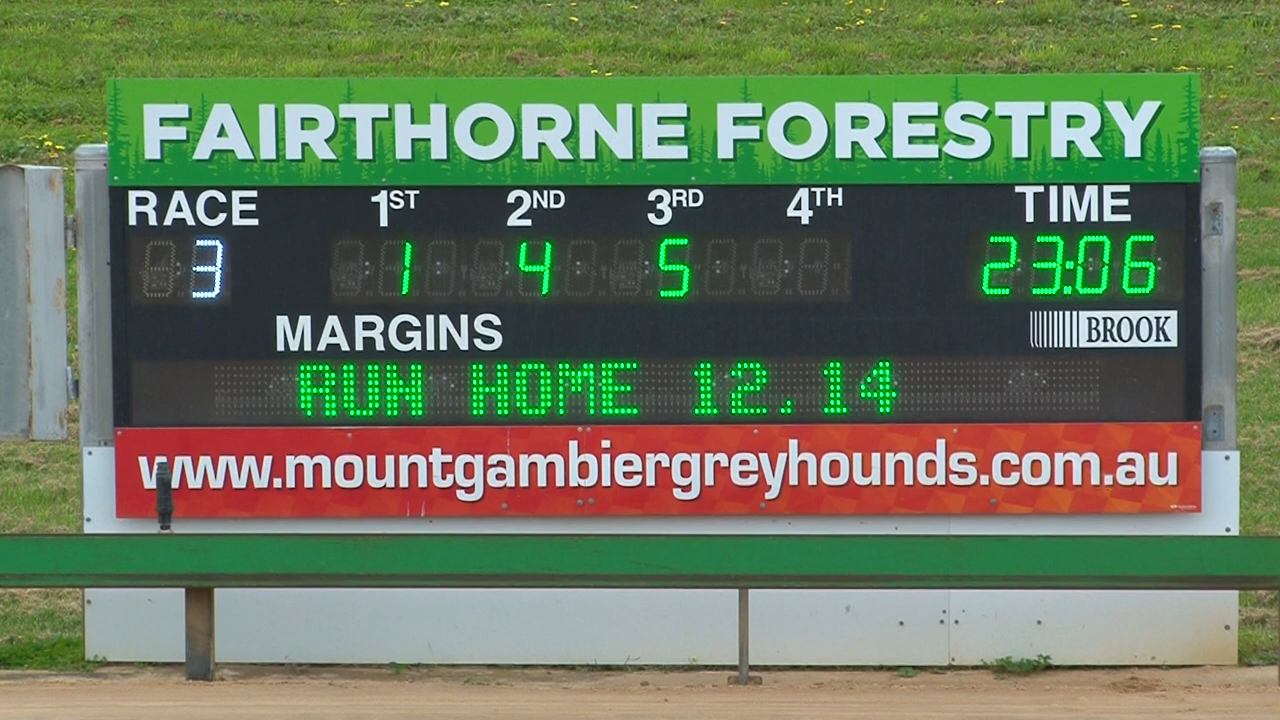 FAIRTHORNE FORESTRY
RACE 1ST 2ND 3RD 4TH TIME
3 1 4 5 23:06
MARGINS BROOK
RUN HOME 12.14
www.mountgambiergreyhounds.com.au